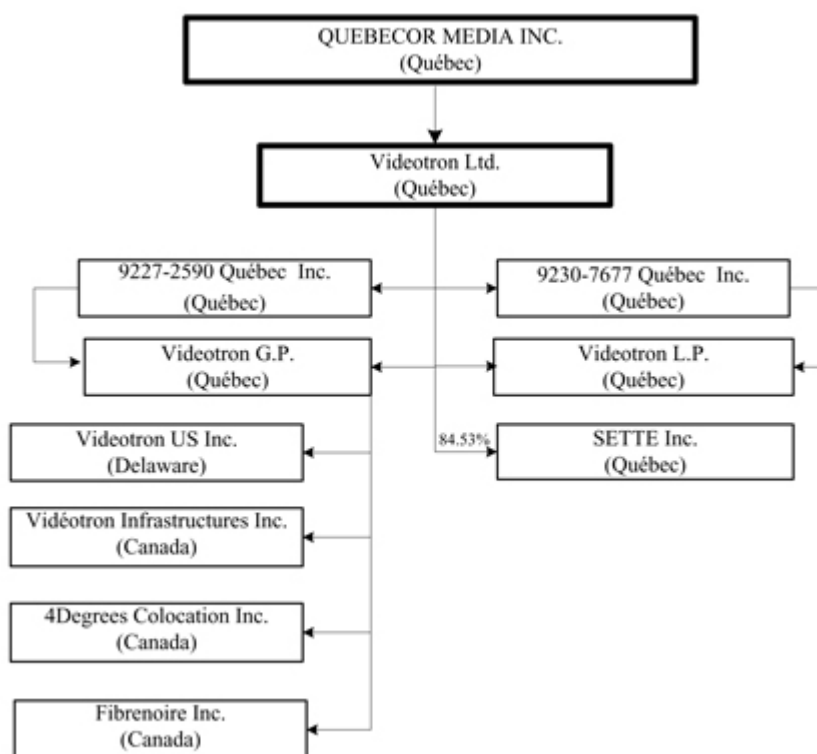 QUEBECOR MEDIA INC.
(Québec)
Videotron Ltd.
(Québec)
9227-2590 Québec Inc.
(Québec)
9230-7677 Québec Inc.
(Québec)
Videotron G.P.
(Québec)
Videotron L.P.
(Québec)
Videotron US Inc.
(Delaware)
84.53%
SETTE Inc.
(Québec)
Vidéotron Infrastructures Inc.
(Canada)
4Degrees Colocation Inc.
(Canada)
Fibrenoire Inc.
(Canada)